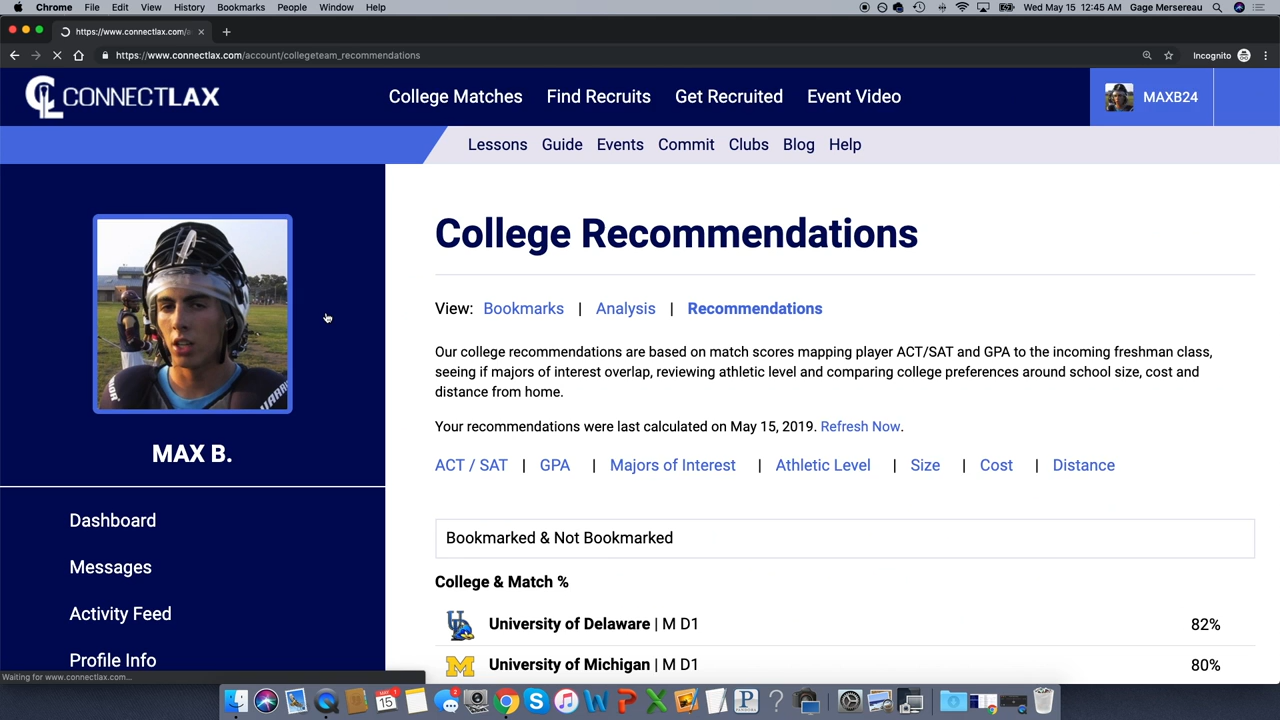 Chrome File Edit View History Bookmarks People Window Help Wed May 15 12:45 AM Gage Mersereau
https://www.connectlax.com/a
https://www.connectlax.com/account/collegeteam_recommendations Incognito
CONNECTLAX College Matches Find Recruits Get Recruited Event Video MAXB24
Lessons Guide Events Commit Clubs Blog Help
College Recommendations
View: Bookmarks | Analysis | Recommendations
Our college recommendations are based on match scores mapping player ACT/SAT and GPA to the incoming freshman class,
seeing if majors of interest overlap, reviewing athletic level and comparing college preferences around school size, cost and
distance from home.
Your recommendations were last calculated on May 15, 2019. Refresh Now.
ACT / SAT | GPA | Majors of Interest | Athletic Level | Size | Cost | Distance
Bookmarked & Not Bookmarked
College & Match %
University of Delaware | M D1 82%
University of Michigan | M D1 80%
MAX B.
Dashboard
Messages
Activity Feed
Profile Info
Waiting for www.connectlax.com...